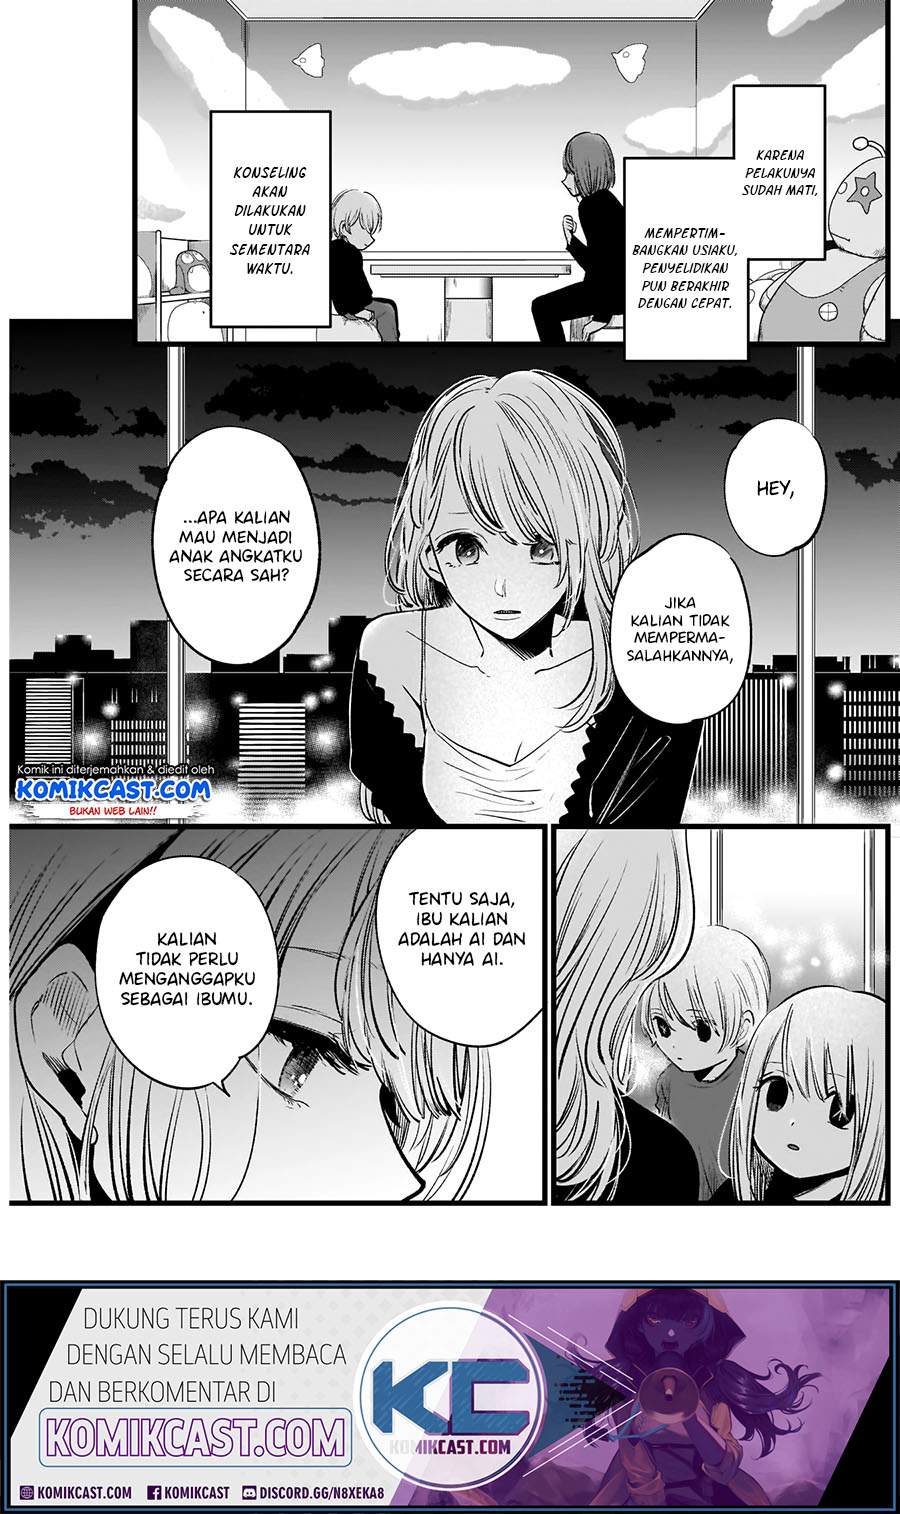 KARENA
PELAKUNYA
SUDAH MATI,
MEMPERTIM-
BANGKAN USIAKU,
PENYELIDIKAN
PUN BERAKHIR
DENGAN CEPAT.
KONSELING
AKAN
DILAKUKAN
UNTUK
SEMENTARA
WAKTU.
HEY,
JIKA
KALIAN TIDAK
MEMPERMA-
SALAHKANNYA,
...APA KALIAN
MAU MENJADI
ANAK ANGKATKU
SECARA SAH?
Komik ini diterjemahkan & diedit oleh
KOMIKCAST.COM
BUKAN WEB LAIN!!
TENTU SAJA,
IBU KALIAN
ADALAH AI DAN
HANYA AI.
KALIAN
TIDAK PERLU
MENGANGGAPKU
SEBAGAI IBUMU.
DUKUNG TERUS KAMI
DENGAN SELALU MEMBACA
DAN BERKOMENTAR DI
KOMIKCAST.COM
KC
KOMIKCAST.COM
KOMIKCAST.COM KOMIKCAST DISCORD.GG/N8XEKA8